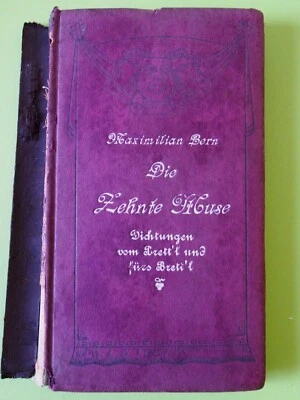 Maximilian Bern
Die
Zehnte Muse
Dichtungen
vom Brett'l und
fürs Brett'l